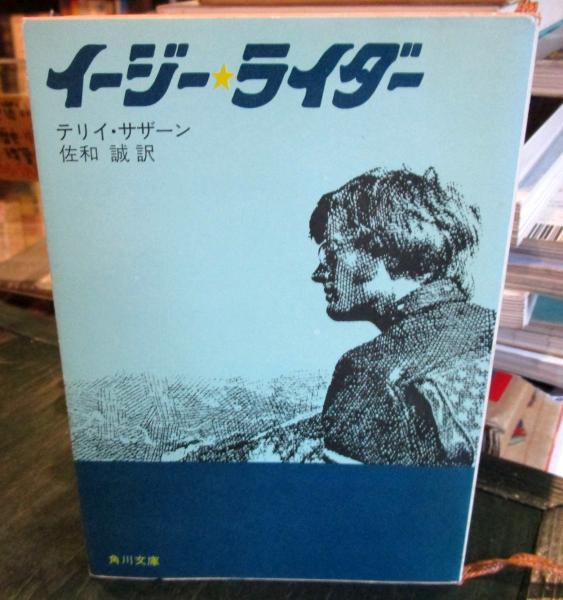 イージー★ライダー
テリイ・サザーン
佐和 誠 訳
角川文庫